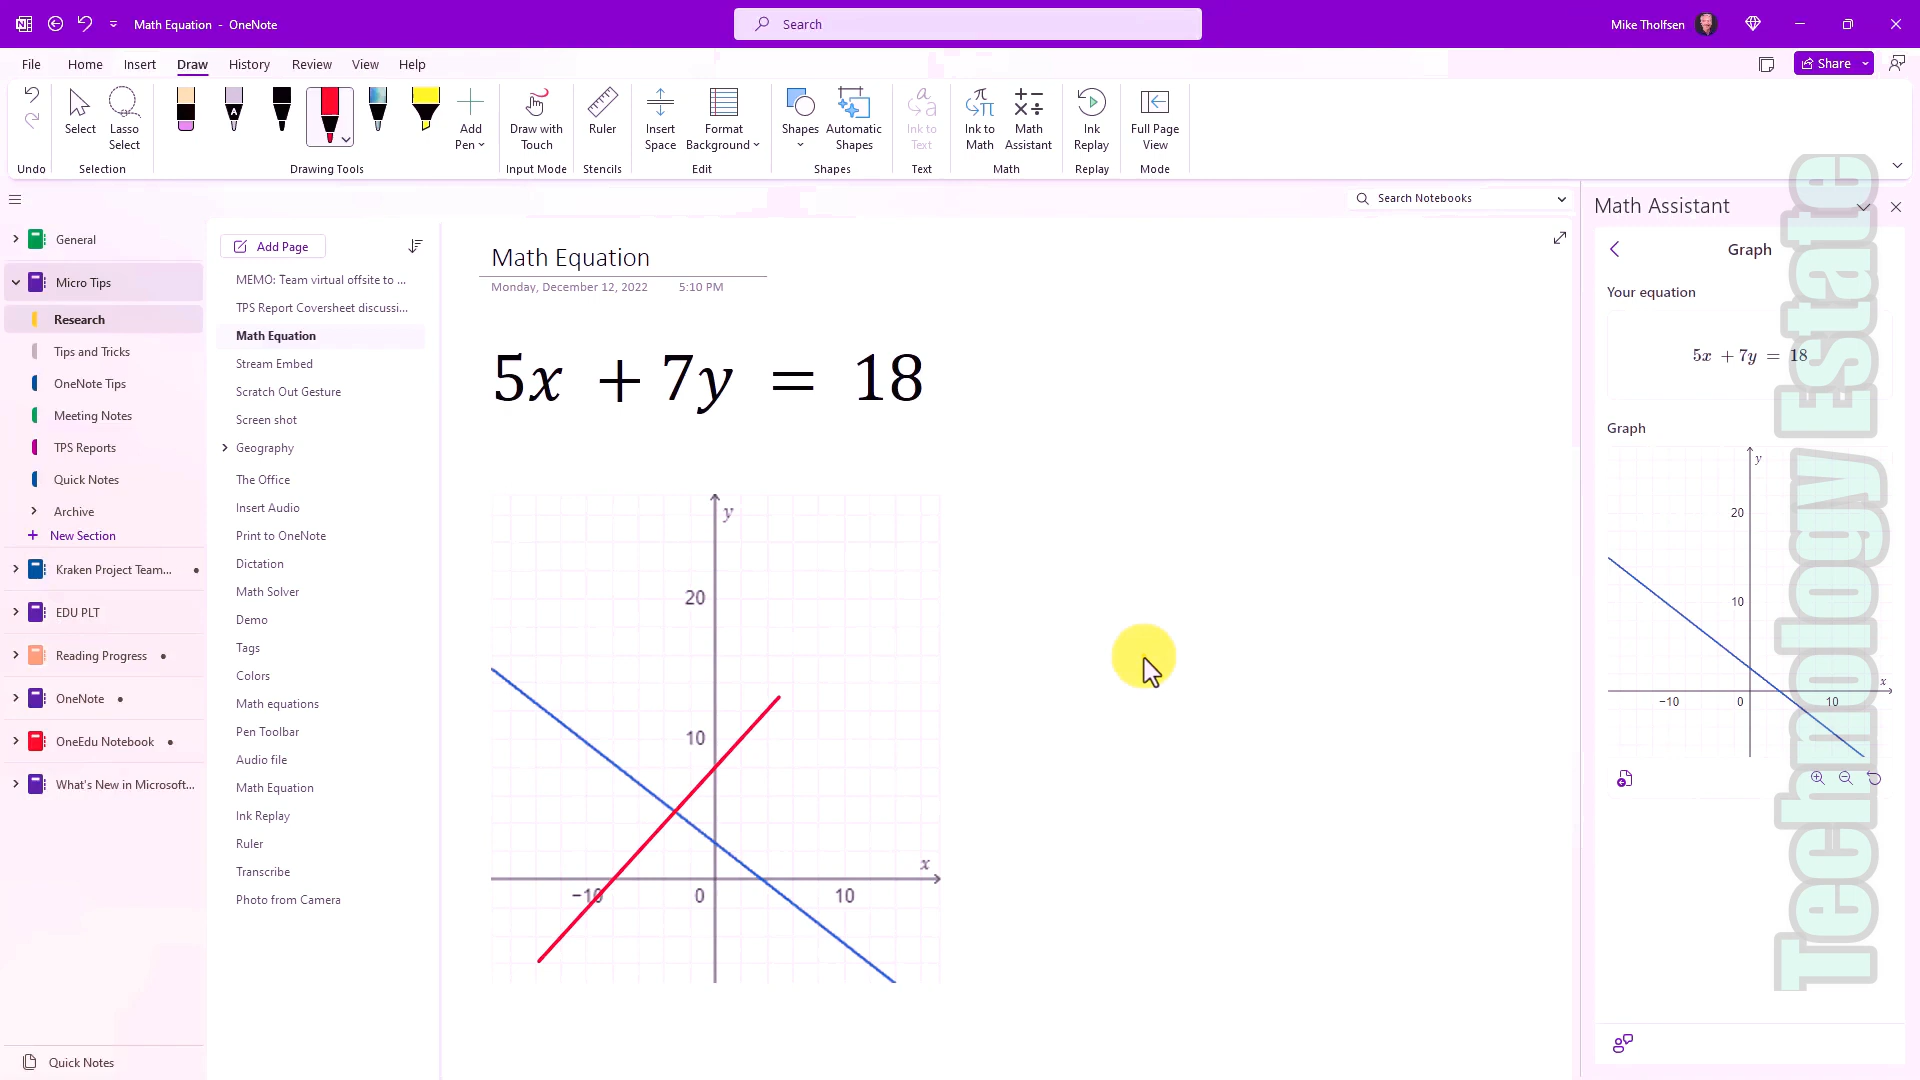 Math Equation - OneNote
Search
Mike Tholfsen
File Home Insert Draw History Review View Help
Share
Select
Lasso Select
A
Add Pen
Draw with Touch
Ruler
Insert Space
Format Background
Shapes
Automatic Shapes
Ink to Text
Ink to Math
Math Assistant
Ink Replay
Full Page View
Undo Selection Drawing Tools Input Mode Stencils Edit Shapes Text Math Replay Mode
Search Notebooks
General
Micro Tips
Research
Tips and Tricks
OneNote Tips
Meeting Notes
TPS Reports
Quick Notes
Archive
New Section
Kraken Project Team...
EDU PLT
Reading Progress
OneNote
OneEdu Notebook
What's New in Microsoft...
Quick Notes
Add Page
MEMO: Team virtual offsite to ...
TPS Report Coversheet discussi...
Math Equation
Stream Embed
Scratch Out Gesture
Screen shot
Geography
The Office
Insert Audio
Print to OneNote
Dictation
Math Solver
Demo
Tags
Colors
Math equations
Pen Toolbar
Audio file
Math Equation
Ink Replay
Ruler
Transcribe
Photo from Camera
Math Equation
Monday, December 12, 2022 5:10 PM
5x + 7y = 18
y
20
10
x
−10 0 10
Math Assistant
Graph
Your equation
5x + 7y = 18
Graph
y
20
10
x
−10 0 10
Technology Estate